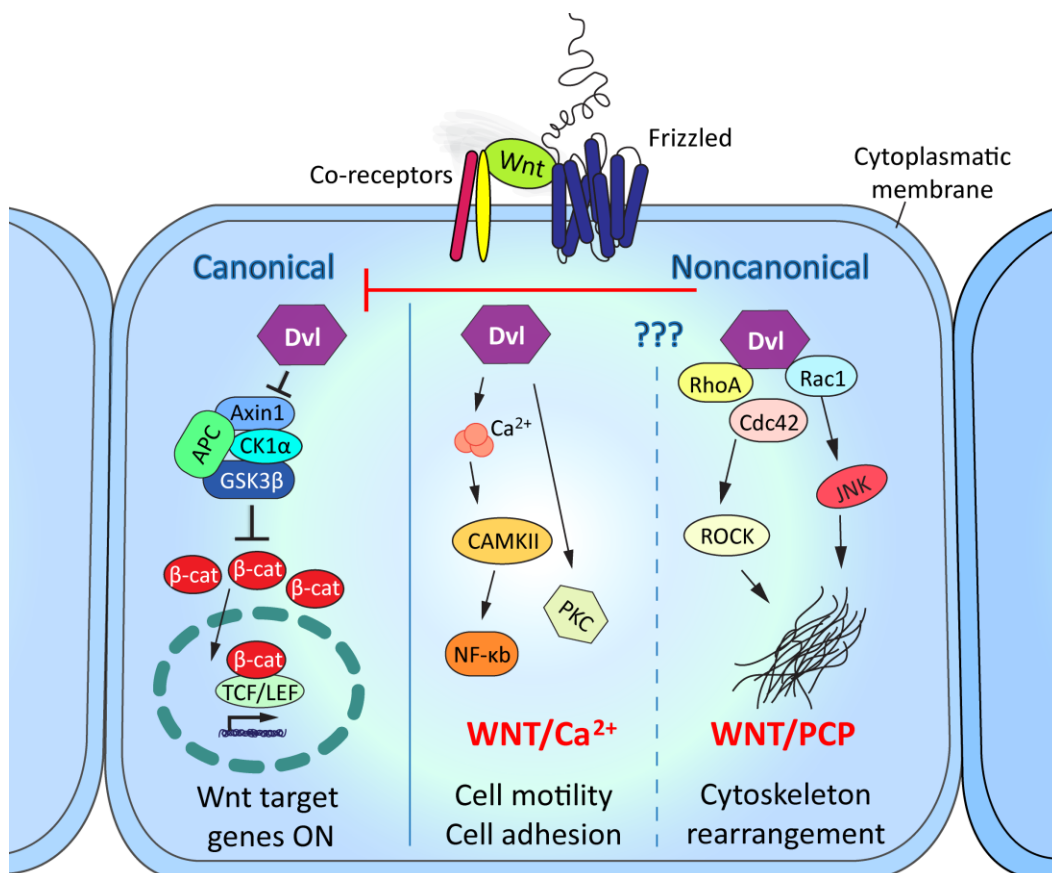 Wnt
Frizzled
Co-receptors
Cytoplasmatic
membrane
Canonical
Noncanonical
Dvl
Axin1
APC
CK1α
GSK3β
β-cat
β-cat
β-cat
β-cat
TCF/LEF
Wnt target
genes ON
Dvl
Ca²⁺
CAMKII
PKC
NF-κb
WNT/Ca²⁺
Cell motility
Cell adhesion
???
Dvl
RhoA
Rac1
Cdc42
JNK
ROCK
WNT/PCP
Cytoskeleton
rearrangement